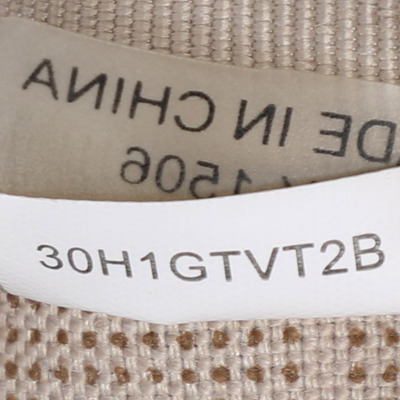 DE IN CHINA
1506
30H1GTVT2B